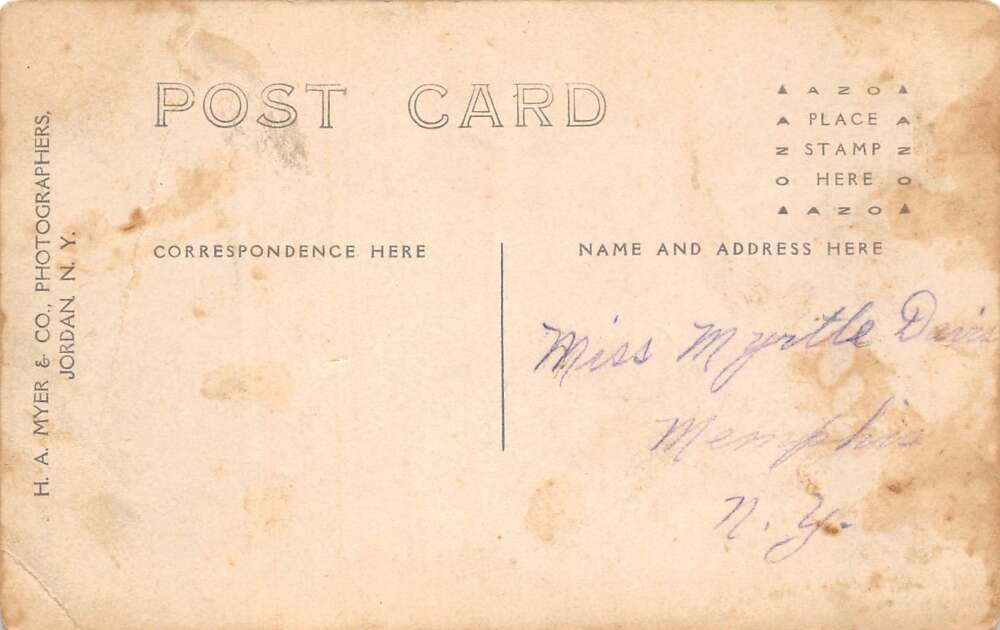 POST CARD
▲ AZO ▲
A PLACE A
Z STAMP Z
O HERE O
▲ AZO ▲
H. A. MYER & CO., PHOTOGRAPHERS,
JORDAN N. Y.
CORRESPONDENCE HERE
NAME AND ADDRESS HERE
Miss Myrtle Davis
Memphis
N. Y.